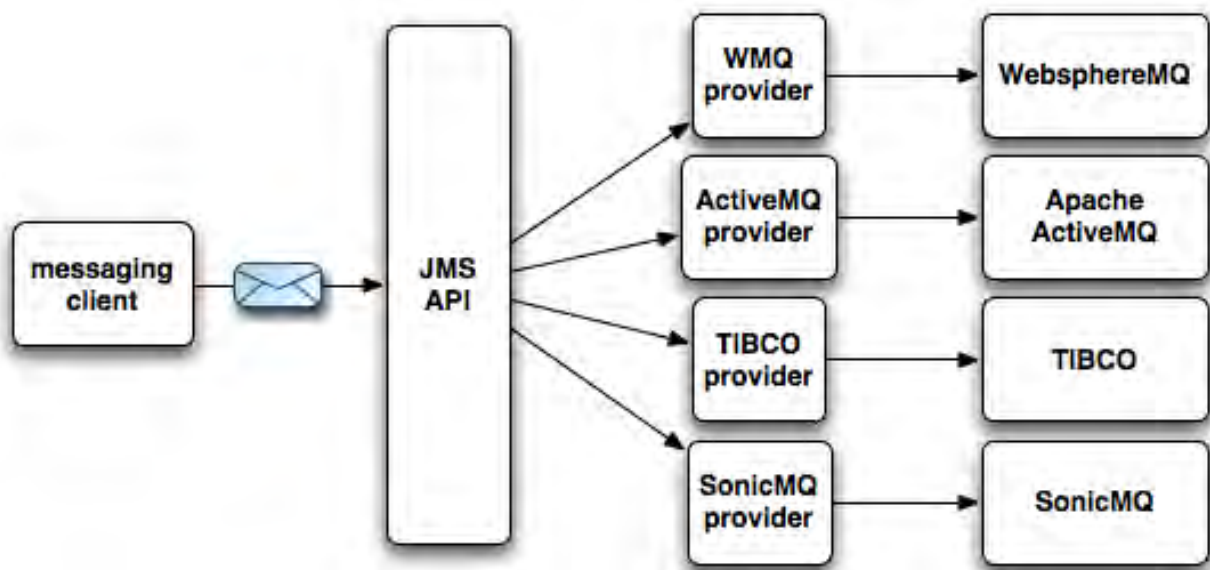 messaging
client
JMS
API
WMQ
provider
WebsphereMQ
ActiveMQ
provider
Apache
ActiveMQ
TIBCO
provider
TIBCO
SonicMQ
provider
SonicMQ